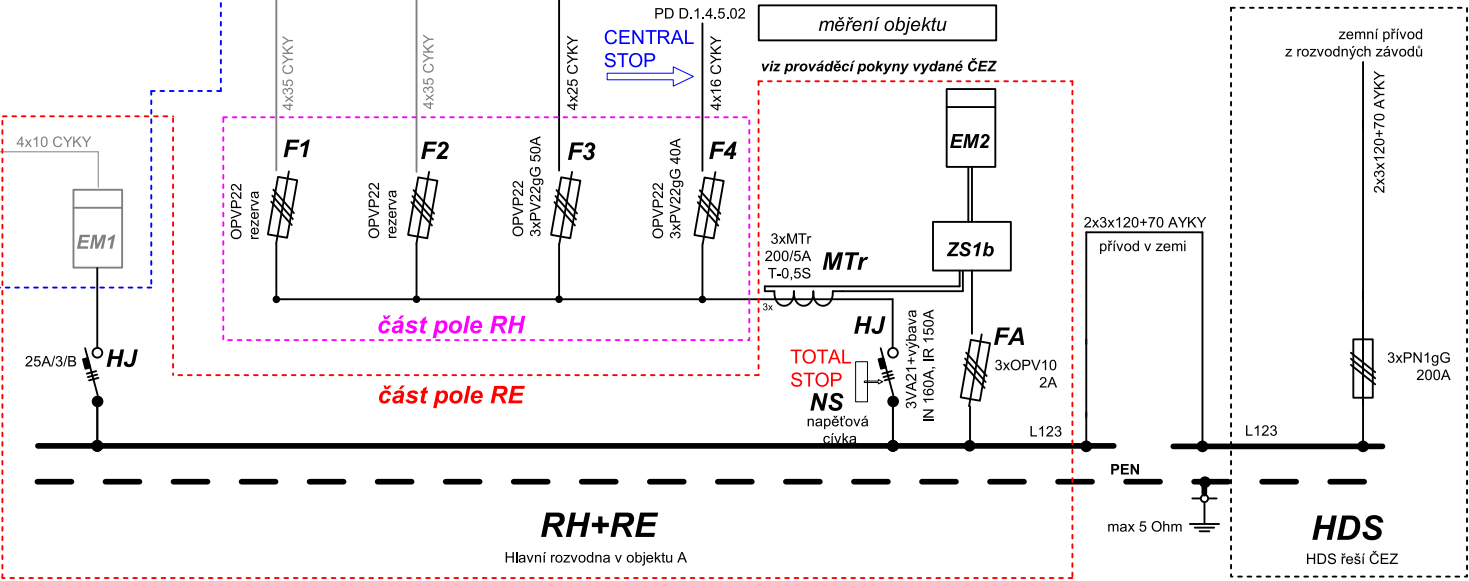 PD D.1.4.5.02
měření objektu
CENTRAL
STOP
viz prováděcí pokyny vydané ČEZ
zemní přívod
z rozvodných závodů
4x35 CYKY
4x35 CYKY
4x25 CYKY
4x16 CYKY
2x3x120+70 AYKY
4x10 CYKY
EM1
F1
F2
F3
F4
OPVP22
rezerva
OPVP22
rezerva
OPVP22
3xPV22gG 50A
OPVP22
3xPV22gG 40A
EM2
ZS1b
3xMTr
200/5A
T-0,5S
MTr
3x
2x3x120+70 AYKY
přívod v zemi
část pole RH
část pole RE
25A/3/B
HJ
HJ
TOTAL
STOP
NS
napěťová
cívka
3VA21+výbava
IN 160A, IR 150A
FA
3xOPV10
2A
3xPN1gG
200A
L123
L123
PEN
max 5 Ohm
RH+RE
Hlavní rozvodna v objektu A
HDS
HDS řeší ČEZ